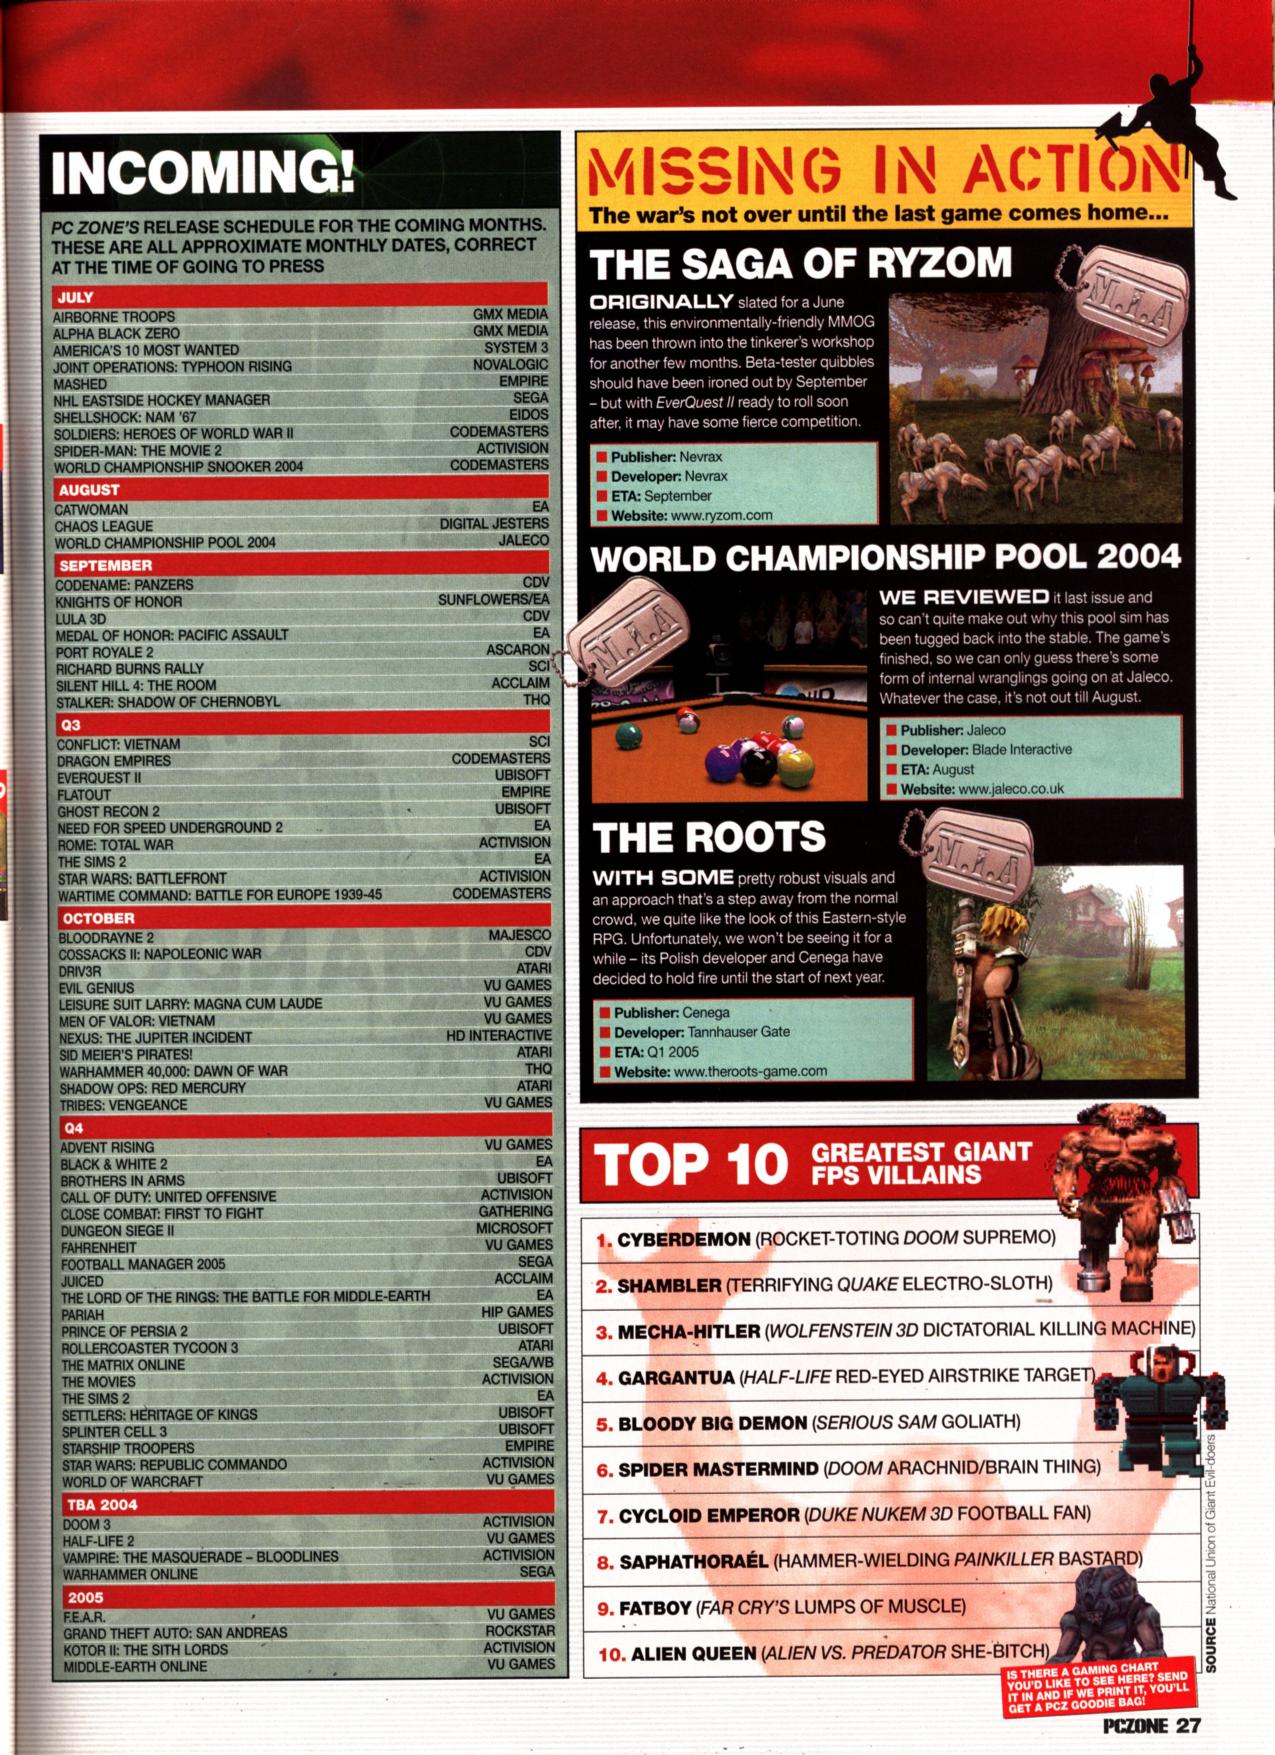 INCOMING!
PC ZONE'S RELEASE SCHEDULE FOR THE COMING MONTHS.
THESE ARE ALL APPROXIMATE MONTHLY DATES, CORRECT
AT THE TIME OF GOING TO PRESS
JULY
AIRBORNE TROOPS GMX MEDIA
ALPHA BLACK ZERO GMX MEDIA
AMERICA'S 10 MOST WANTED SYSTEM 3
JOINT OPERATIONS: TYPHOON RISING NOVALOGIC
MASHED EMPIRE
NHL EASTSIDE HOCKEY MANAGER SEGA
SHELLSHOCK: NAM '67 EIDOS
SOLDIERS: HEROES OF WORLD WAR II CODEMASTERS
SPIDER-MAN: THE MOVIE 2 ACTIVISION
WORLD CHAMPIONSHIP SNOOKER 2004 CODEMASTERS
AUGUST
CATWOMAN EA
CHAOS LEAGUE DIGITAL JESTERS
WORLD CHAMPIONSHIP POOL 2004 JALECO
SEPTEMBER
CODENAME: PANZERS CDV
KNIGHTS OF HONOR SUNFLOWERS/EA
LULA 3D CDV
MEDAL OF HONOR: PACIFIC ASSAULT EA
PORT ROYALE 2 ASCARON
RICHARD BURNS RALLY SCI
SILENT HILL 4: THE ROOM ACCLAIM
STALKER: SHADOW OF CHERNOBYL THQ
Q3
CONFLICT: VIETNAM SCI
DRAGON EMPIRES CODEMASTERS
EVERQUEST II UBISOFT
FLATOUT EMPIRE
GHOST RECON 2 UBISOFT
NEED FOR SPEED UNDERGROUND 2 EA
ROME: TOTAL WAR ACTIVISION
THE SIMS 2 EA
STAR WARS: BATTLEFRONT ACTIVISION
WARTIME COMMAND: BATTLE FOR EUROPE 1939-45 CODEMASTERS
OCTOBER
BLOODRAYNE 2 MAJESCO
COSSACKS II: NAPOLEONIC WAR CDV
DRIV3R ATARI
EVIL GENIUS VU GAMES
LEISURE SUIT LARRY: MAGNA CUM LAUDE VU GAMES
MEN OF VALOR: VIETNAM VU GAMES
NEXUS: THE JUPITER INCIDENT HD INTERACTIVE
SID MEIER'S PIRATES! ATARI
WARHAMMER 40,000: DAWN OF WAR THQ
SHADOW OPS: RED MERCURY ATARI
TRIBES: VENGEANCE VU GAMES
Q4
ADVENT RISING VU GAMES
BLACK & WHITE 2 EA
BROTHERS IN ARMS UBISOFT
CALL OF DUTY: UNITED OFFENSIVE ACTIVISION
CLOSE COMBAT: FIRST TO FIGHT GATHERING
DUNGEON SIEGE II MICROSOFT
FAHRENHEIT VU GAMES
FOOTBALL MANAGER 2005 SEGA
JUICED ACCLAIM
THE LORD OF THE RINGS: THE BATTLE FOR MIDDLE-EARTH EA
PARIAH HIP GAMES
PRINCE OF PERSIA 2 UBISOFT
ROLLERCOASTER TYCOON 3 ATARI
THE MATRIX ONLINE SEGA/WB
THE MOVIES ACTIVISION
THE SIMS 2 EA
SETTLERS: HERITAGE OF KINGS UBISOFT
SPLINTER CELL 3 UBISOFT
STARSHIP TROOPERS EMPIRE
STAR WARS: REPUBLIC COMMANDO ACTIVISION
WORLD OF WARCRAFT VU GAMES
TBA 2004
DOOM 3 ACTIVISION
HALF-LIFE 2 VU GAMES
VAMPIRE: THE MASQUERADE – BLOODLINES ACTIVISION
WARHAMMER ONLINE SEGA
2005
F.E.A.R. VU GAMES
GRAND THEFT AUTO: SAN ANDREAS ROCKSTAR
KOTOR II: THE SITH LORDS ACTIVISION
MIDDLE-EARTH ONLINE VU GAMES
MISSING IN ACTION
The war's not over until the last game comes home...
THE SAGA OF RYZOM
M.I.A
ORIGINALLY slated for a June
release, this environmentally-friendly MMOG
has been thrown into the tinkerer's workshop
for another few months. Beta-tester quibbles
should have been ironed out by September
– but with EverQuest II ready to roll soon
after, it may have some fierce competition.
Publisher: Nevrax
Developer: Nevrax
ETA: September
Website: www.ryzom.com
WORLD CHAMPIONSHIP POOL 2004
M.I.A
WE REVIEWED it last issue and
so can't quite make out why this pool sim has
been tugged back into the stable. The game's
finished, so we can only guess there's some
form of internal wranglings going on at Jaleco.
Whatever the case, it's not out till August.
Publisher: Jaleco
Developer: Blade Interactive
ETA: August
Website: www.jaleco.co.uk
THE ROOTS
M.I.A
WITH SOME pretty robust visuals and
an approach that's a step away from the normal
crowd, we quite like the look of this Eastern-style
RPG. Unfortunately, we won't be seeing it for a
while – its Polish developer and Cenega have
decided to hold fire until the start of next year.
Publisher: Cenega
Developer: Tannhauser Gate
ETA: Q1 2005
Website: www.theroots-game.com
TOP 10 GREATEST GIANT
FPS VILLAINS
1. CYBERDEMON (ROCKET-TOTING DOOM SUPREMO)
2. SHAMBLER (TERRIFYING QUAKE ELECTRO-SLOTH)
3. MECHA-HITLER (WOLFENSTEIN 3D DICTATORIAL KILLING MACHINE)
4. GARGANTUA (HALF-LIFE RED-EYED AIRSTRIKE TARGET)
5. BLOODY BIG DEMON (SERIOUS SAM GOLIATH)
6. SPIDER MASTERMIND (DOOM ARACHNID/BRAIN THING)
7. CYCLOID EMPEROR (DUKE NUKEM 3D FOOTBALL FAN)
8. SAPHATHORAÉL (HAMMER-WIELDING PAINKILLER BASTARD)
9. FATBOY (FAR CRY'S LUMPS OF MUSCLE)
10. ALIEN QUEEN (ALIEN VS. PREDATOR SHE-BITCH)
SOURCE National Union of Giant Evil-doers
IS THERE A GAMING CHART
YOU'D LIKE TO SEE HERE? SEND
IT IN AND IF WE PRINT IT, YOU'LL
GET A PCZ GOODIE BAG!
PCZONE 27